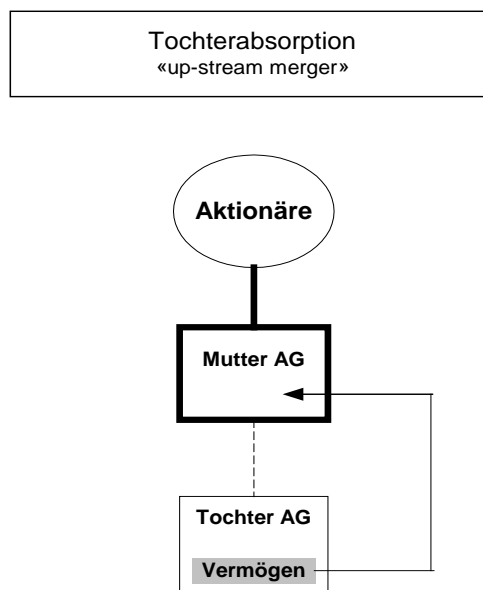 Tochterabsorption
«up-stream merger»
Aktionäre
Mutter AG
Tochter AG
Vermögen